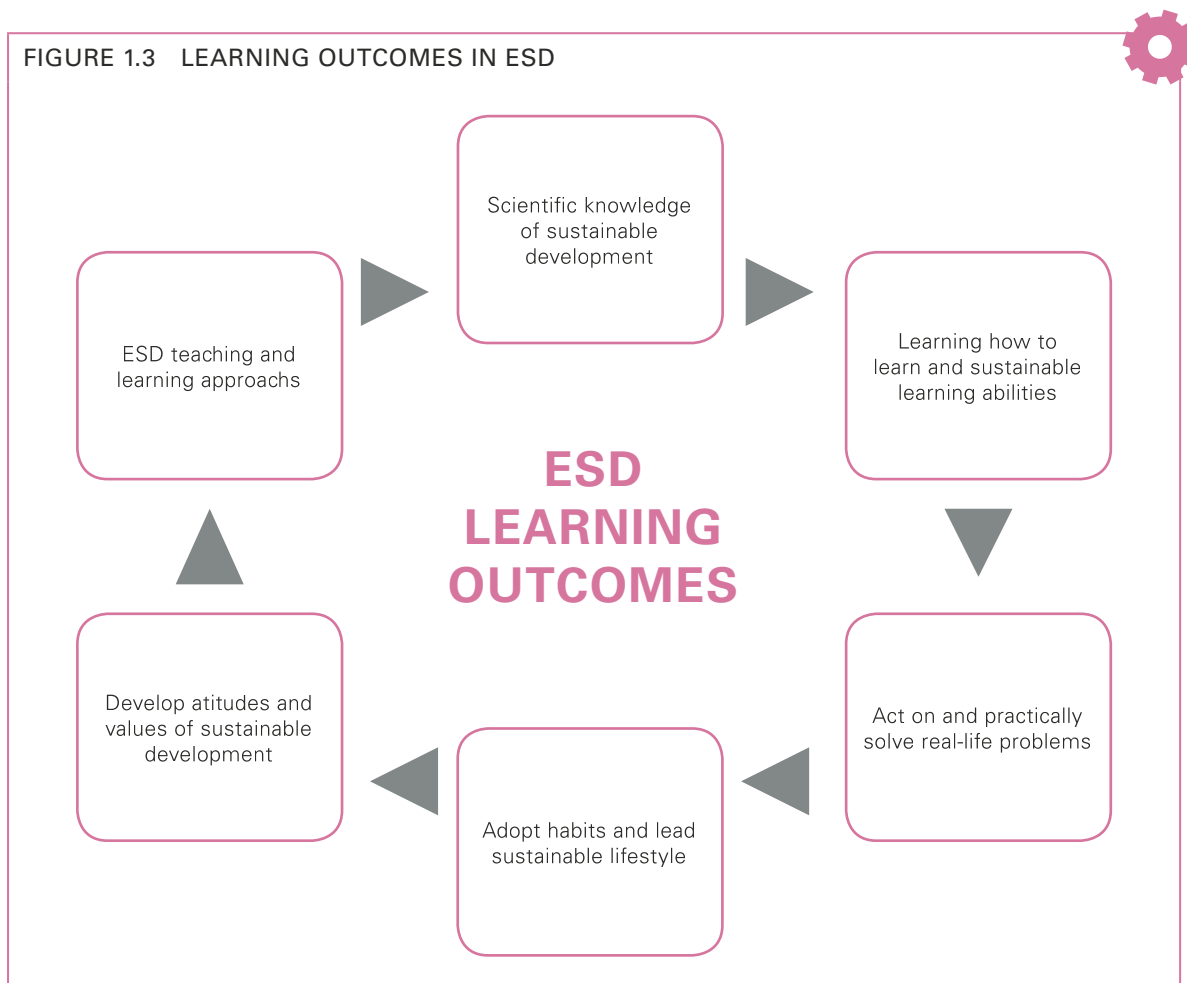 FIGURE 1.3 LEARNING OUTCOMES IN ESD
Scientific knowledge
of sustainable
development
ESD teaching and
learning approachs
Learning how to
learn and sustainable
learning abilities
ESD
LEARNING
OUTCOMES
Develop atitudes and
values of sustainable
development
Act on and practically
solve real-life problems
Adopt habits and lead
sustainable lifestyle